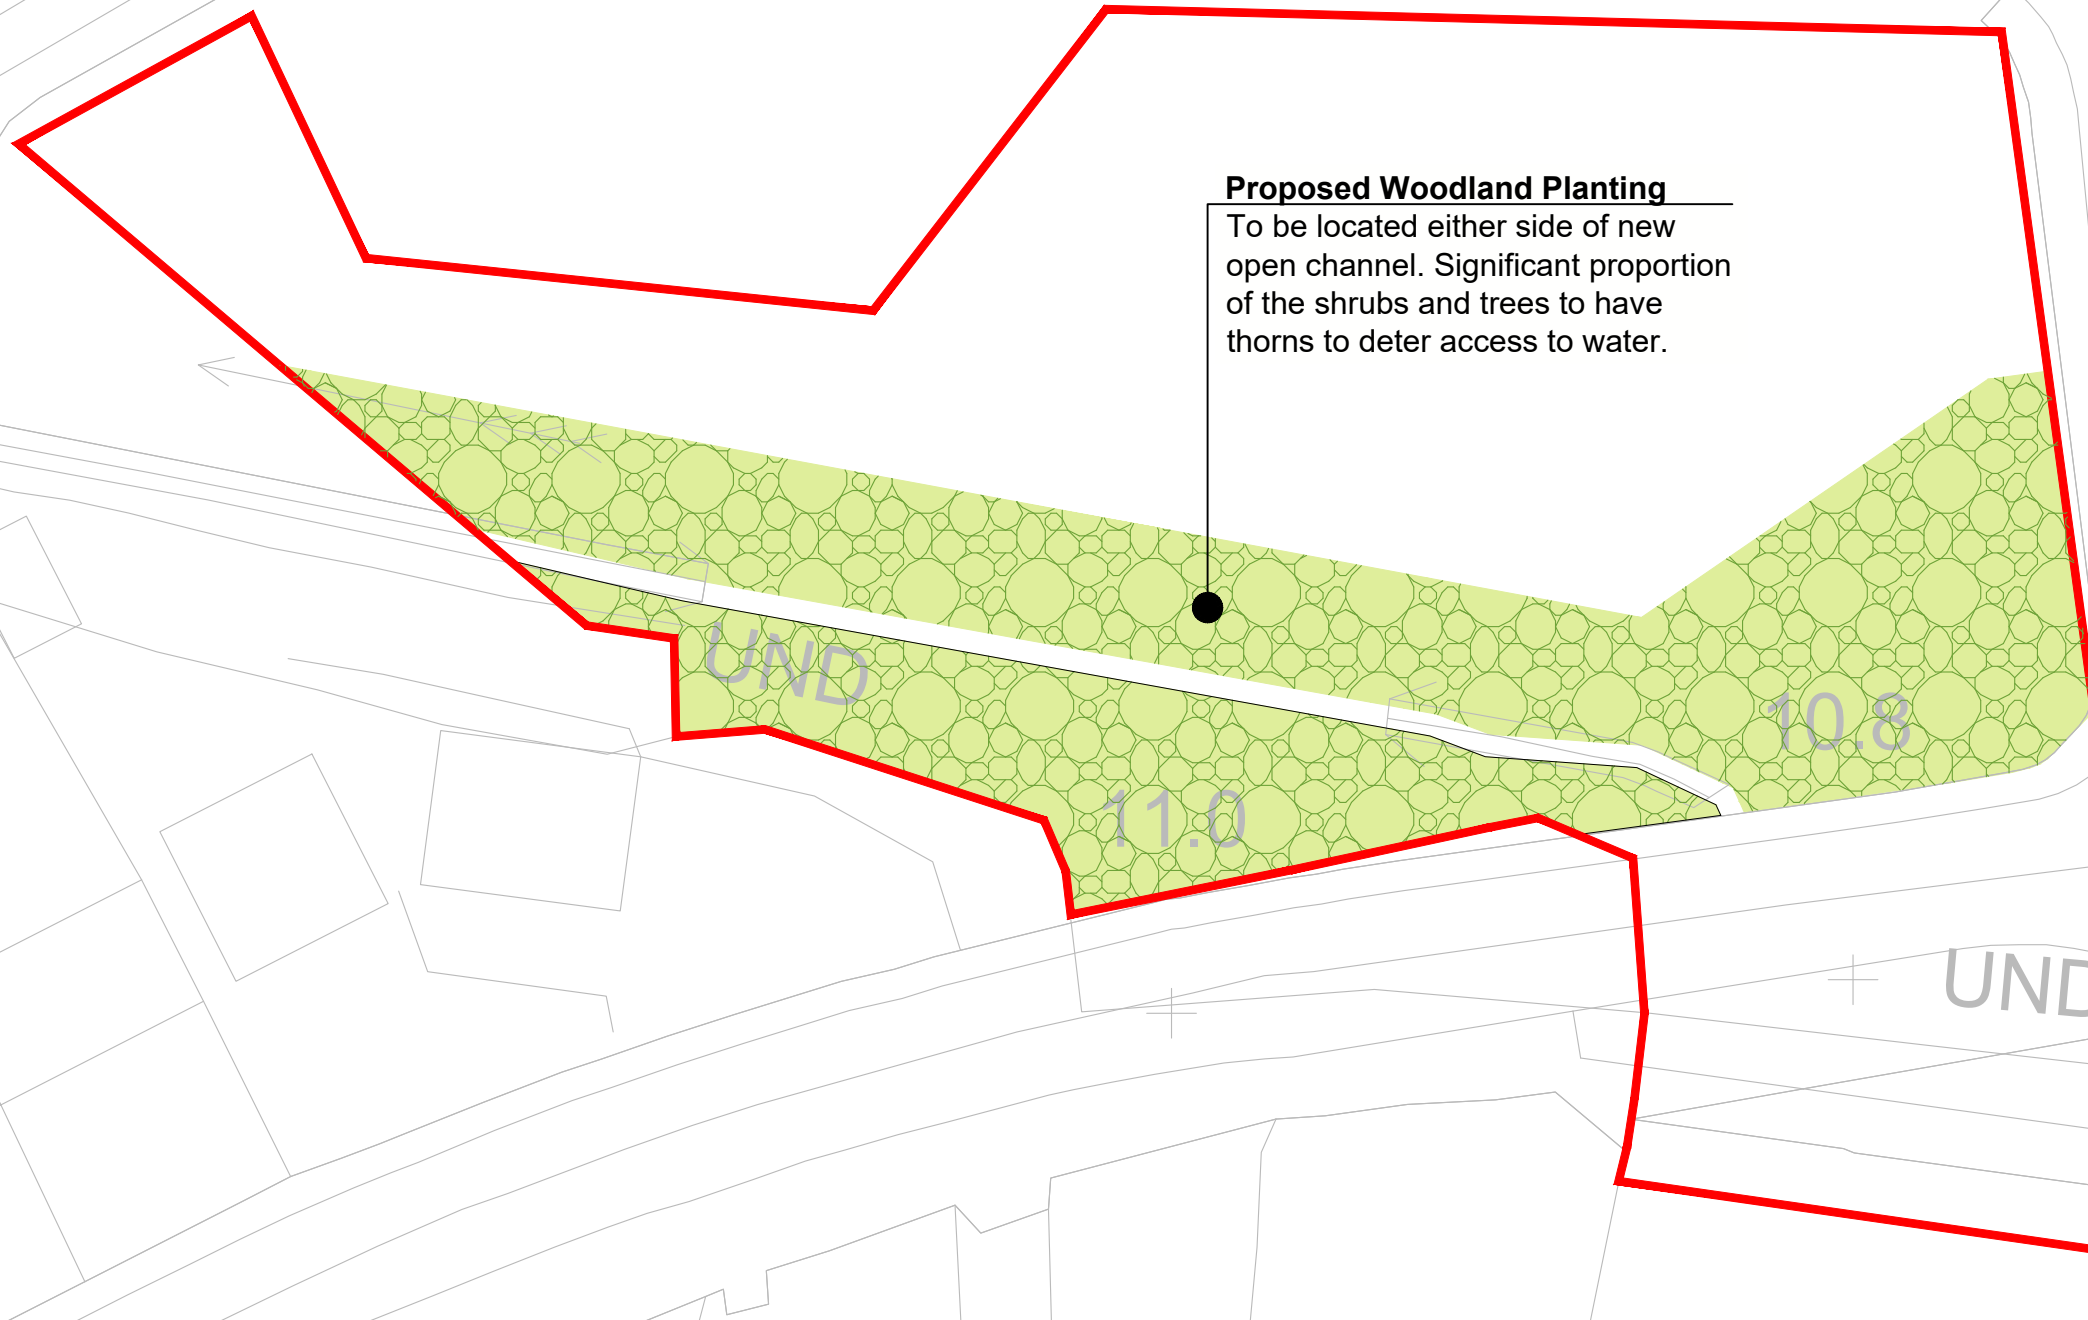 Proposed Woodland Planting
To be located either side of new
open channel. Significant proportion
of the shrubs and trees to have
thorns to deter access to water.
UND
10.8
11.0
UND